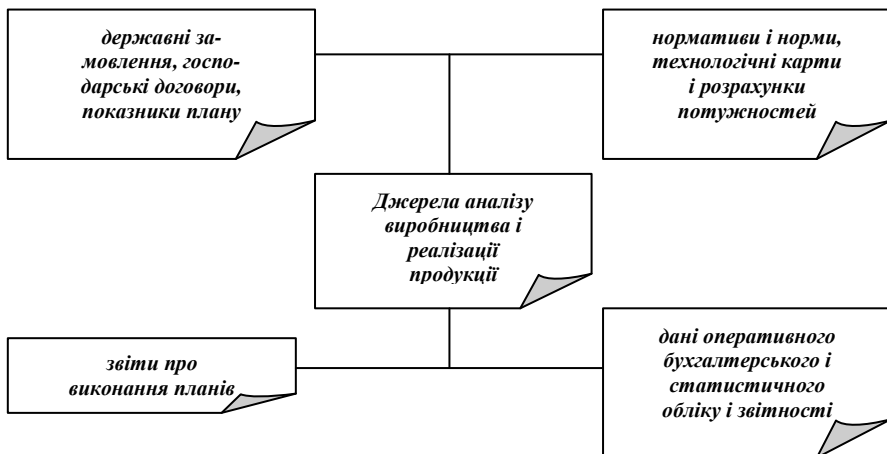 державні за-
мовлення, госпо-
дарські договори,
показники плану
нормативи і норми,
технологічні карти
і розрахунки
потужностей
Джерела аналізу
виробництва і
реалізації
продукції
звіти про
виконання планів
дані оперативного
бухгалтерського і
статистичного
обліку і звітності